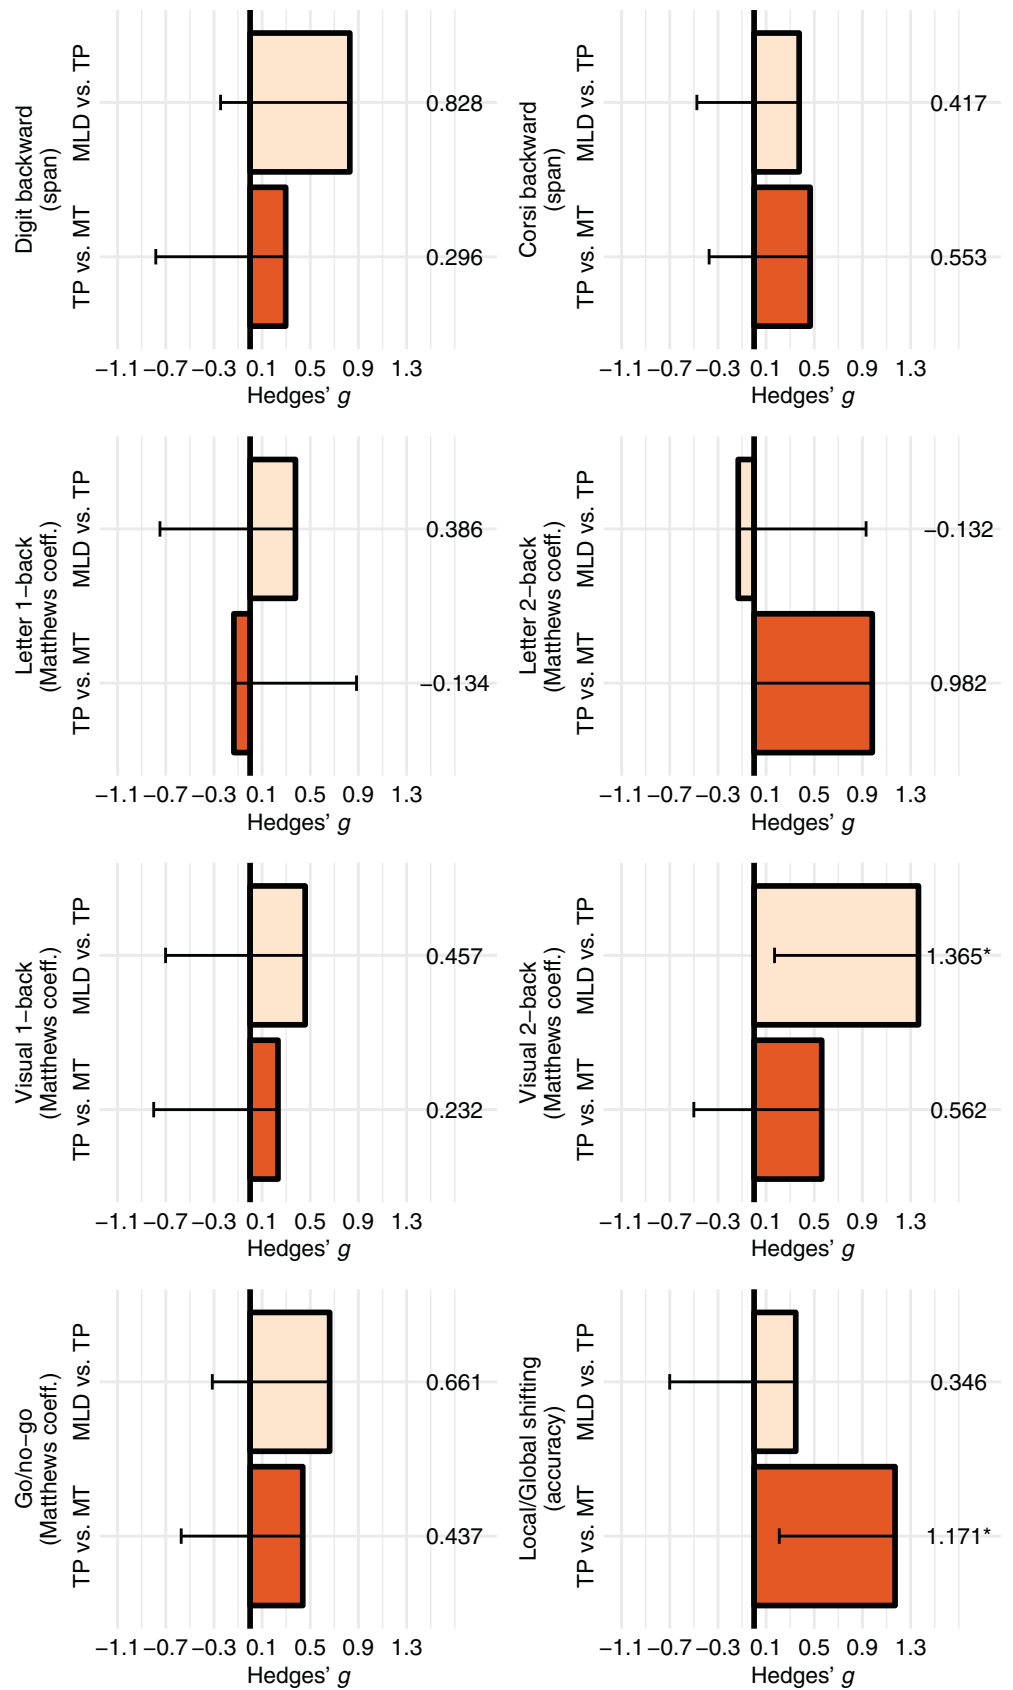 Digit backward
(span)
MLD vs. TP
0.828
TP vs. MT
0.296
−1.1 −0.7 −0.3 0.1 0.5 0.9 1.3
Hedges’ g
Corsi backward
(span)
MLD vs. TP
0.417
TP vs. MT
0.553
−1.1 −0.7 −0.3 0.1 0.5 0.9 1.3
Hedges’ g
Letter 1−back
(Matthews coeff.)
MLD vs. TP
0.386
TP vs. MT
−0.134
−1.1 −0.7 −0.3 0.1 0.5 0.9 1.3
Hedges’ g
Letter 2−back
(Matthews coeff.)
MLD vs. TP
−0.132
TP vs. MT
0.982
−1.1 −0.7 −0.3 0.1 0.5 0.9 1.3
Hedges’ g
Visual 1−back
(Matthews coeff.)
MLD vs. TP
0.457
TP vs. MT
0.232
−1.1 −0.7 −0.3 0.1 0.5 0.9 1.3
Hedges’ g
Visual 2−back
(Matthews coeff.)
MLD vs. TP
1.365*
TP vs. MT
0.562
−1.1 −0.7 −0.3 0.1 0.5 0.9 1.3
Hedges’ g
Go/no−go
(Matthews coeff.)
MLD vs. TP
0.661
TP vs. MT
0.437
−1.1 −0.7 −0.3 0.1 0.5 0.9 1.3
Hedges’ g
Local/Global shifting
(accuracy)
MLD vs. TP
0.346
TP vs. MT
1.171*
−1.1 −0.7 −0.3 0.1 0.5 0.9 1.3
Hedges’ g